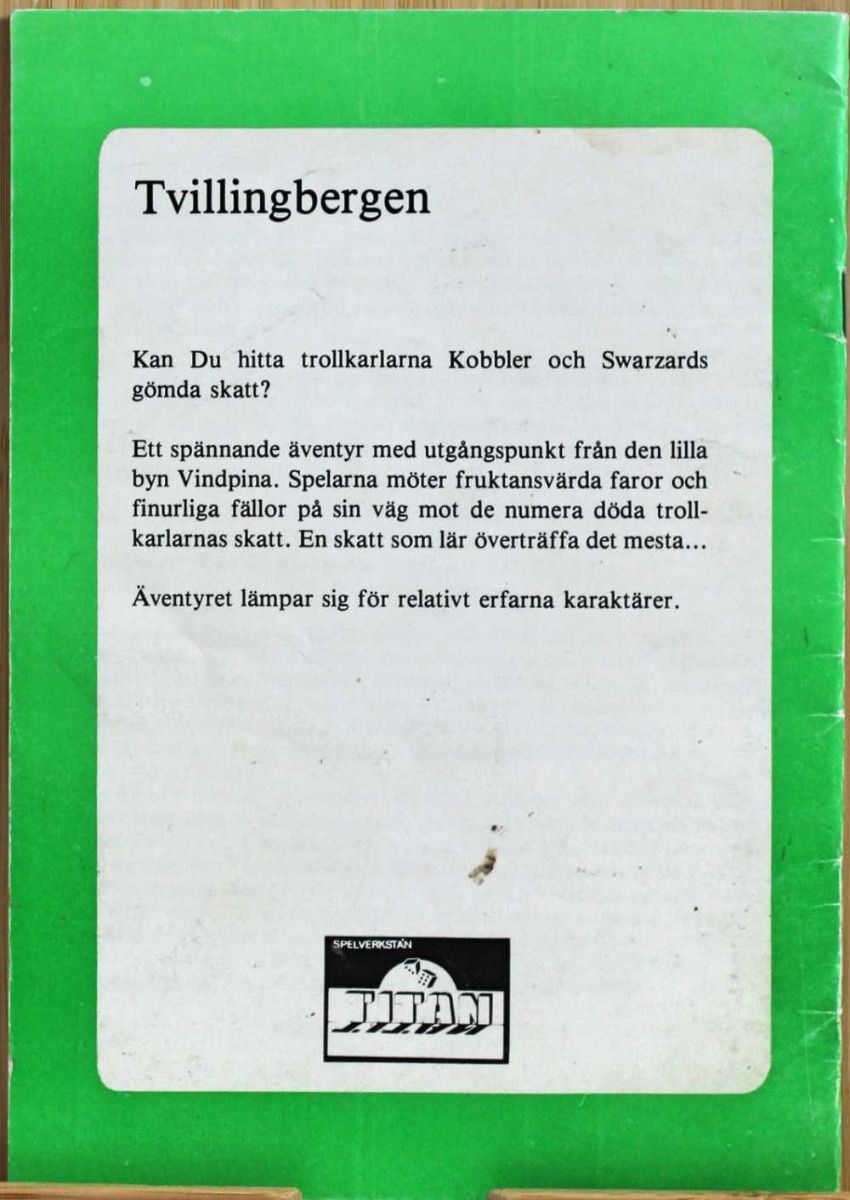 Tvillingbergen
Kan Du hitta trollkarlarna Kobbler och Swarzards
gömda skatt?
Ett spännande äventyr med utgångspunkt från den lilla
byn Vindpina. Spelarna möter fruktansvärda faror och
finurliga fällor på sin väg mot de numera döda troll-
karlarnas skatt. En skatt som lär överträffa det mesta...
Äventyret lämpar sig för relativt erfarna karaktärer.
SPELVERKSTA'N
TITAN